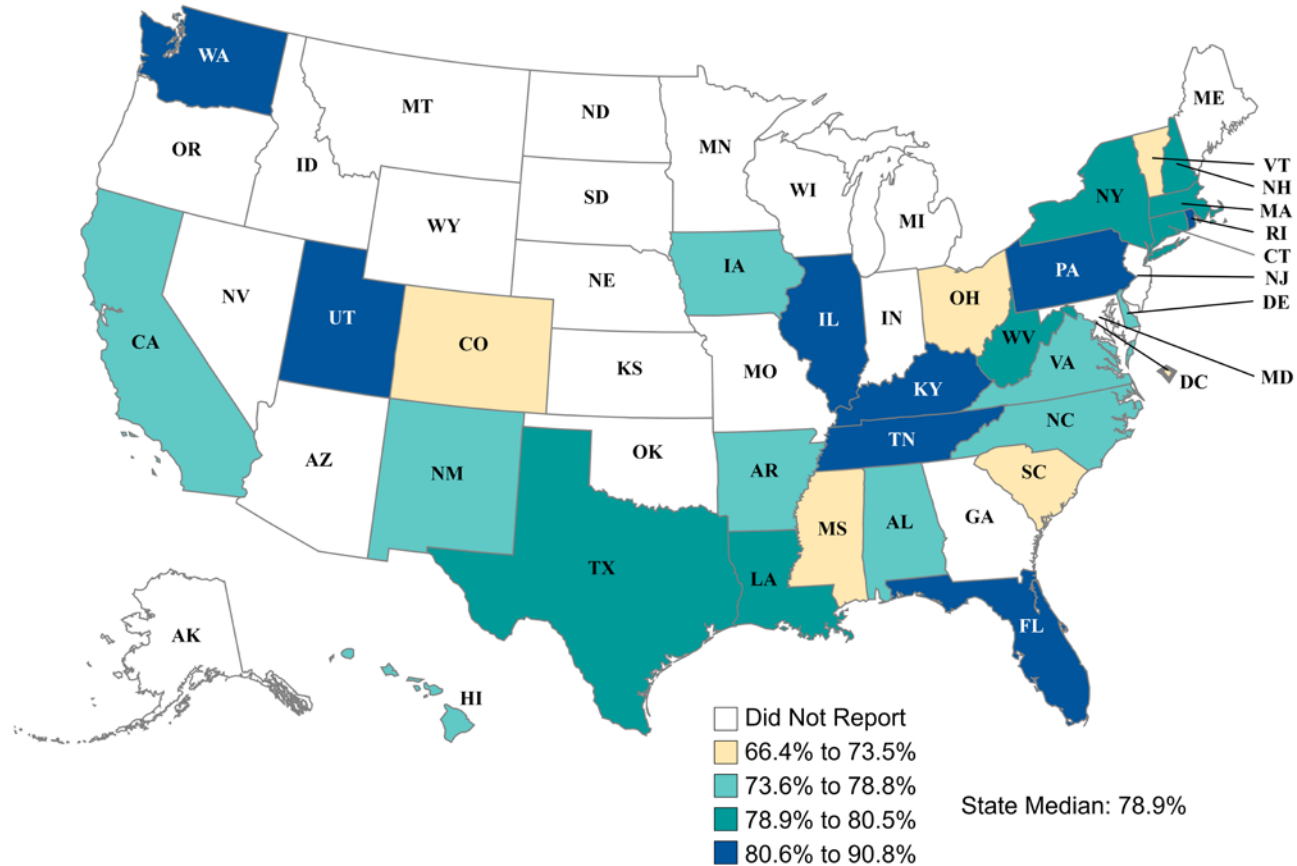 WA
MT
ND
MN
ME
OR
ID
SD
WI
MI
NY
VT
NH
MA
RI
CT
NJ
DE
MD
DC
WY
NE
IA
PA
NV
UT
CO
KS
MO
IL
IN
OH
WV
VA
CA
KY
NC
TN
AZ
NM
OK
AR
SC
MS
AL
GA
TX
LA
FL
AK
HI
Did Not Report
66.4% to 73.5%
73.6% to 78.8%
78.9% to 80.5%
80.6% to 90.8%
State Median: 78.9%